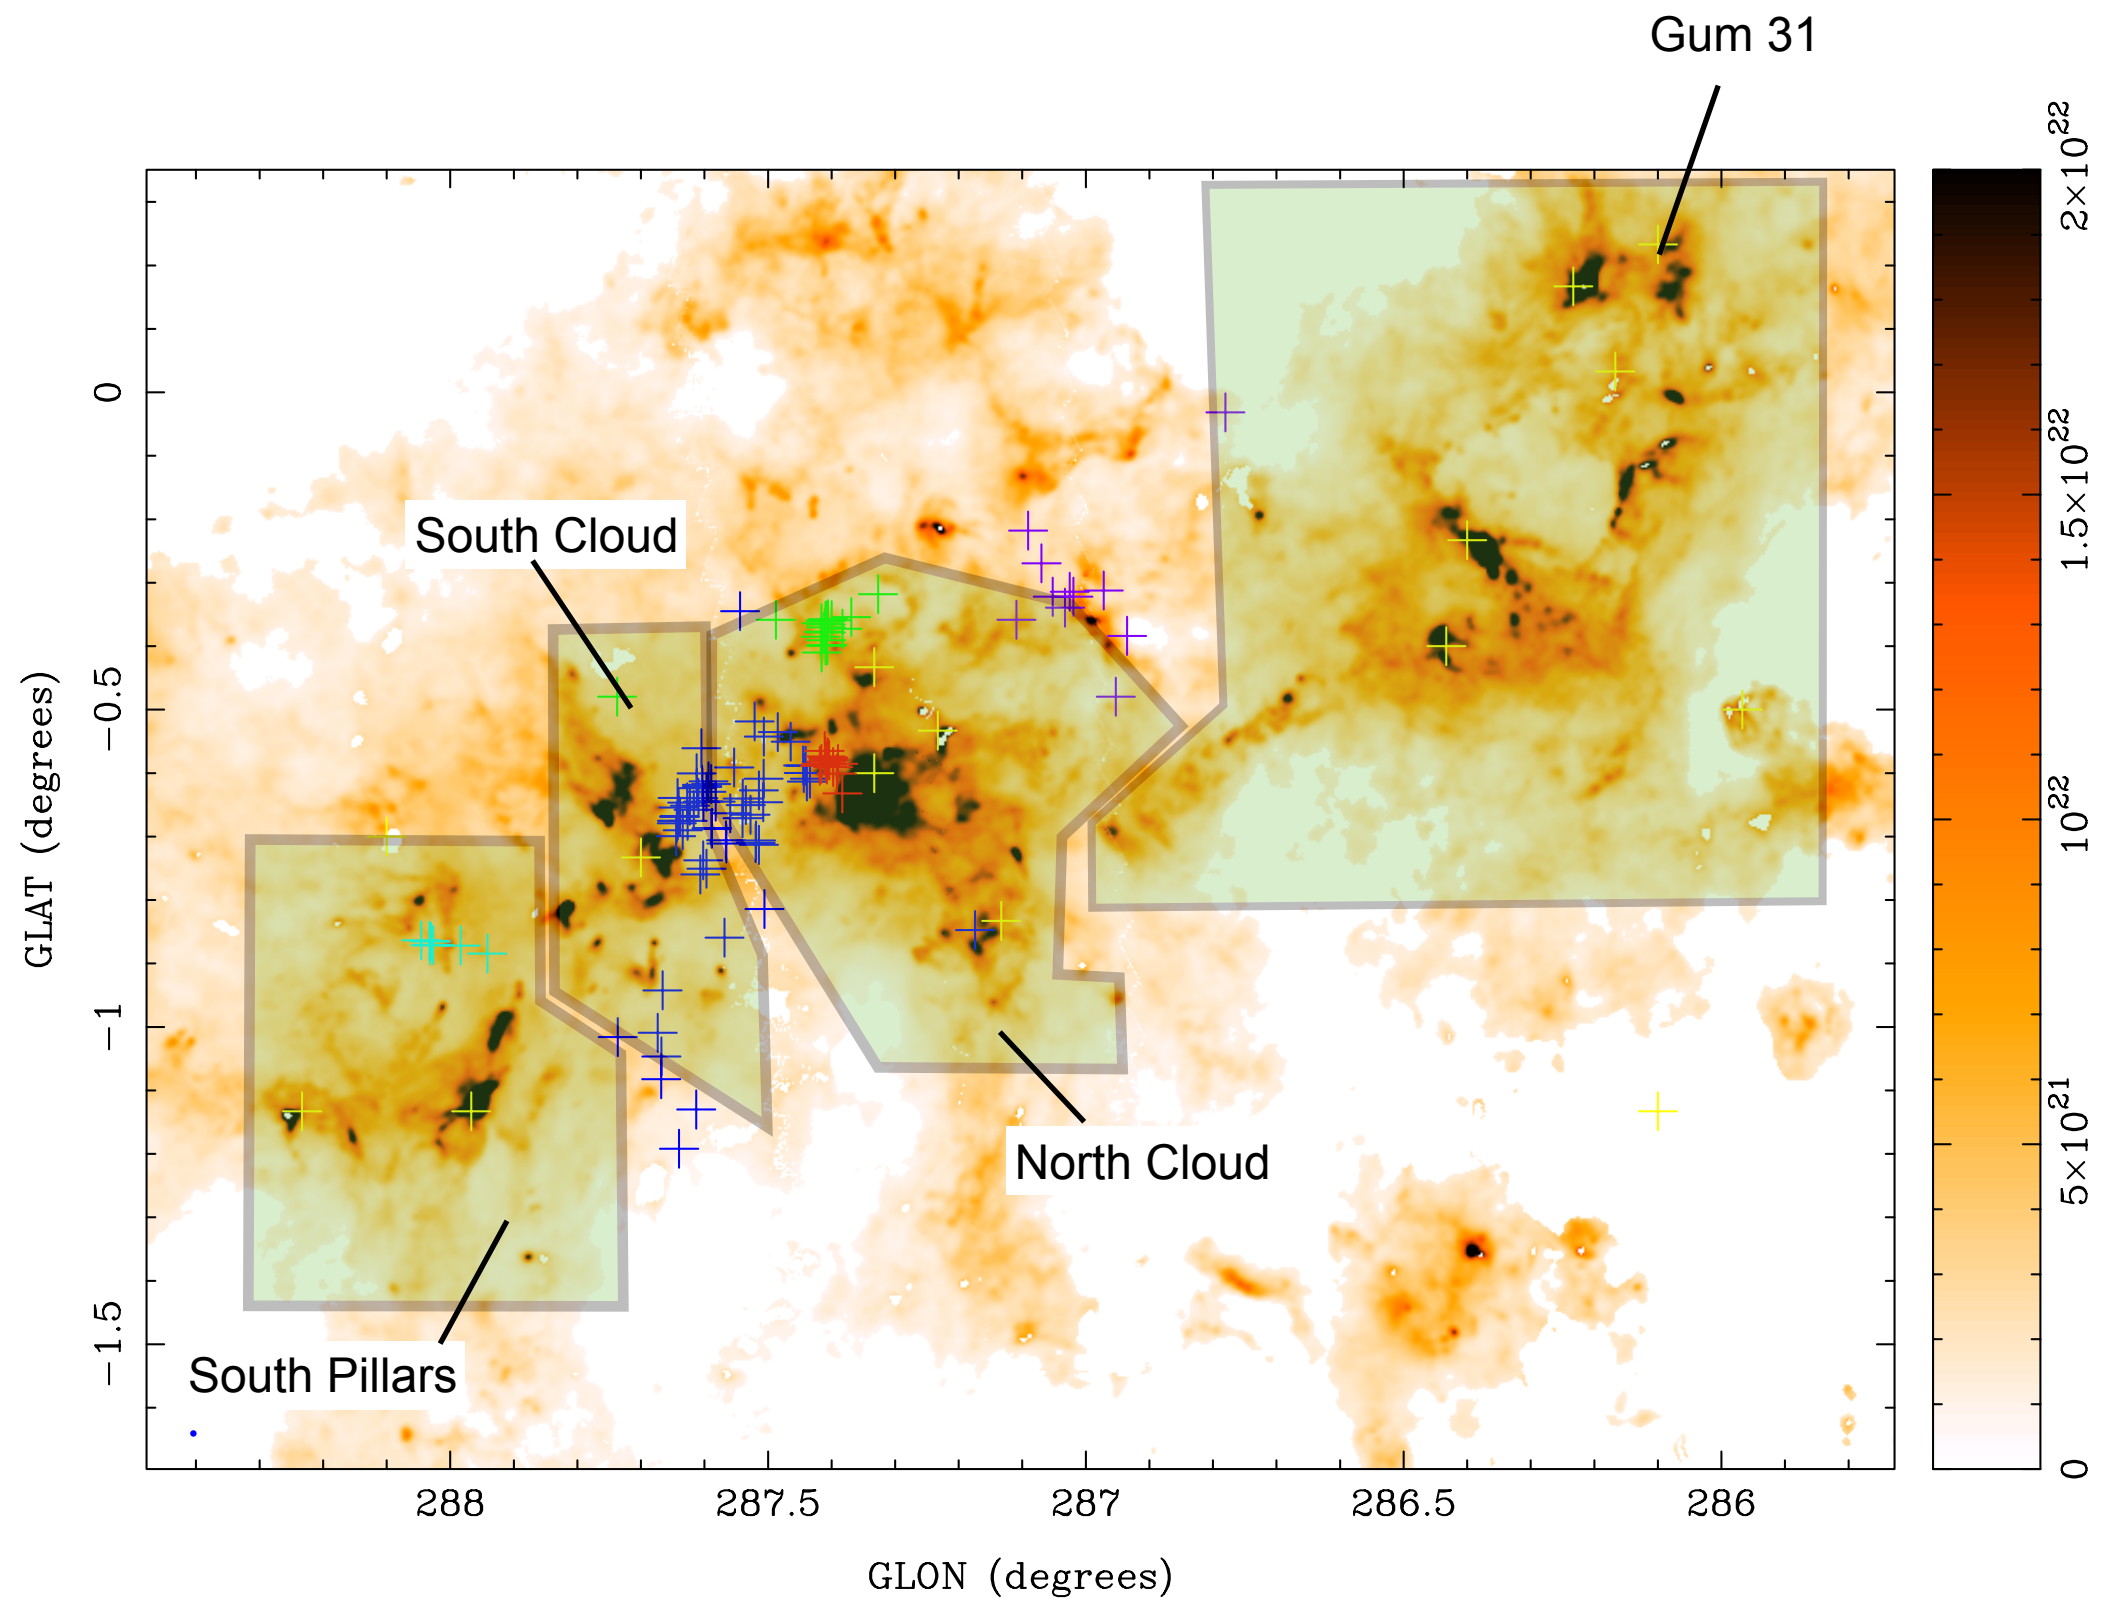 Gum 31
South Cloud
North Cloud
South Pillars
GLAT (degrees)
0
−0.5
−1
−1.5
288
287.5
287
286.5
286
GLON (degrees)
2×10²²
1.5×10²²
10²²
5×10²¹
0